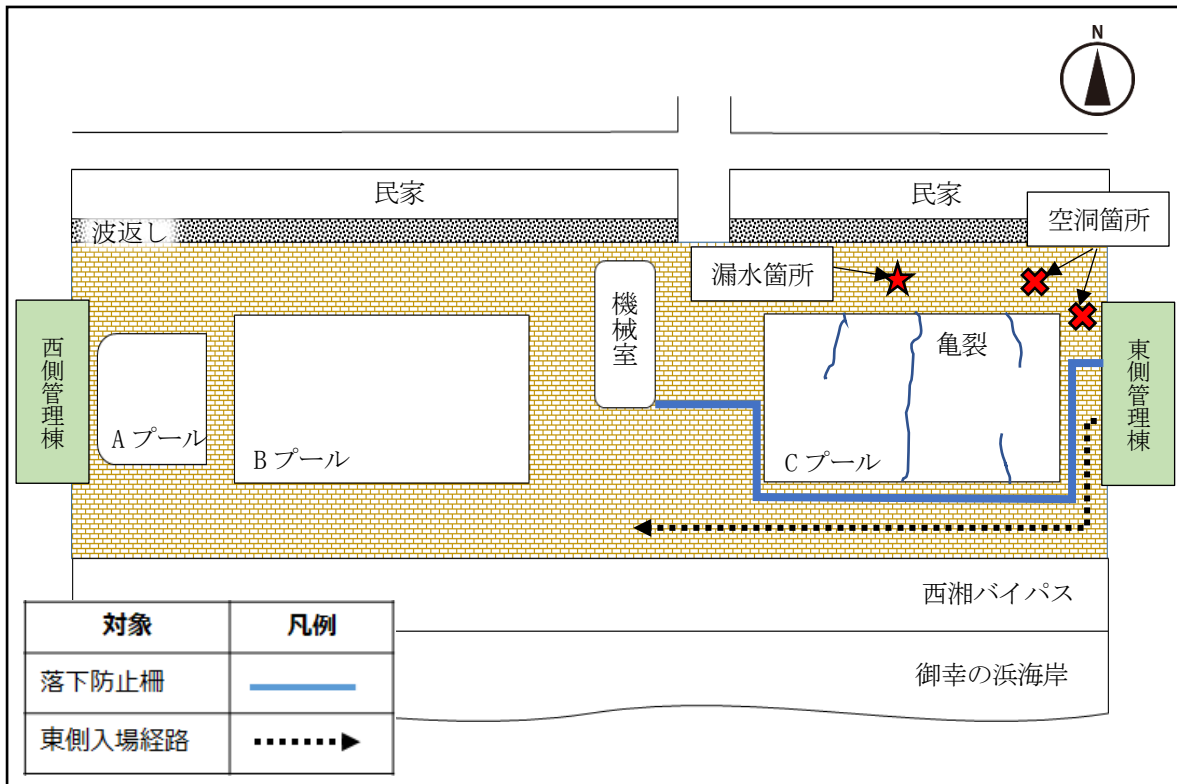 N
民家
民家
空洞箇所
波返し
漏水箇所
機械室
亀裂
西側管理棟
東側管理棟
Aプール
Bプール
Cプール
西湘バイパス
御幸の浜海岸
対象 凡例
落下防止柵
東側入場経路